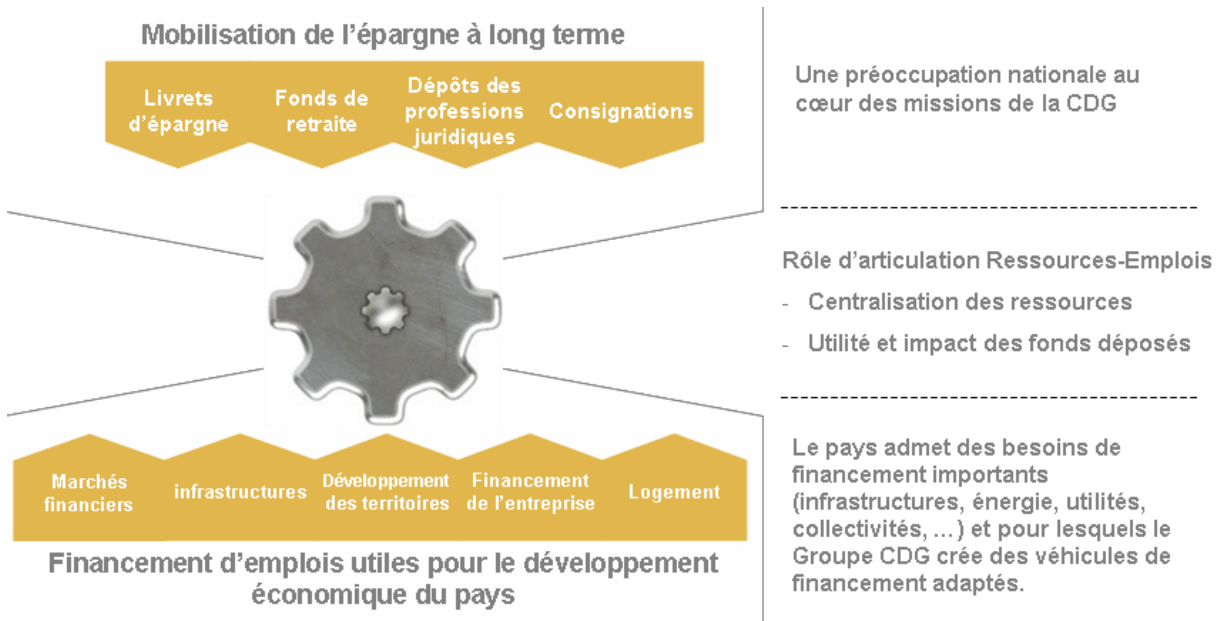 Mobilisation de l'épargne à long terme
Livrets
d'épargne
Fonds de
retraite
Dépôts des
professions
juridiques
Consignations
Une préoccupation nationale au
cœur des missions de la CDG
Rôle d'articulation Ressources-Emplois
- Centralisation des ressources
- Utilité et impact des fonds déposés
Marchés
financiers
infrastructures
Développement
des territoires
Financement
de l'entreprise
Logement
Financement d'emplois utiles pour le développement
économique du pays
Le pays admet des besoins de
financement importants
(infrastructures, énergie, utilités,
collectivités, ...) et pour lesquels le
Groupe CDG crée des véhicules de
financement adaptés.